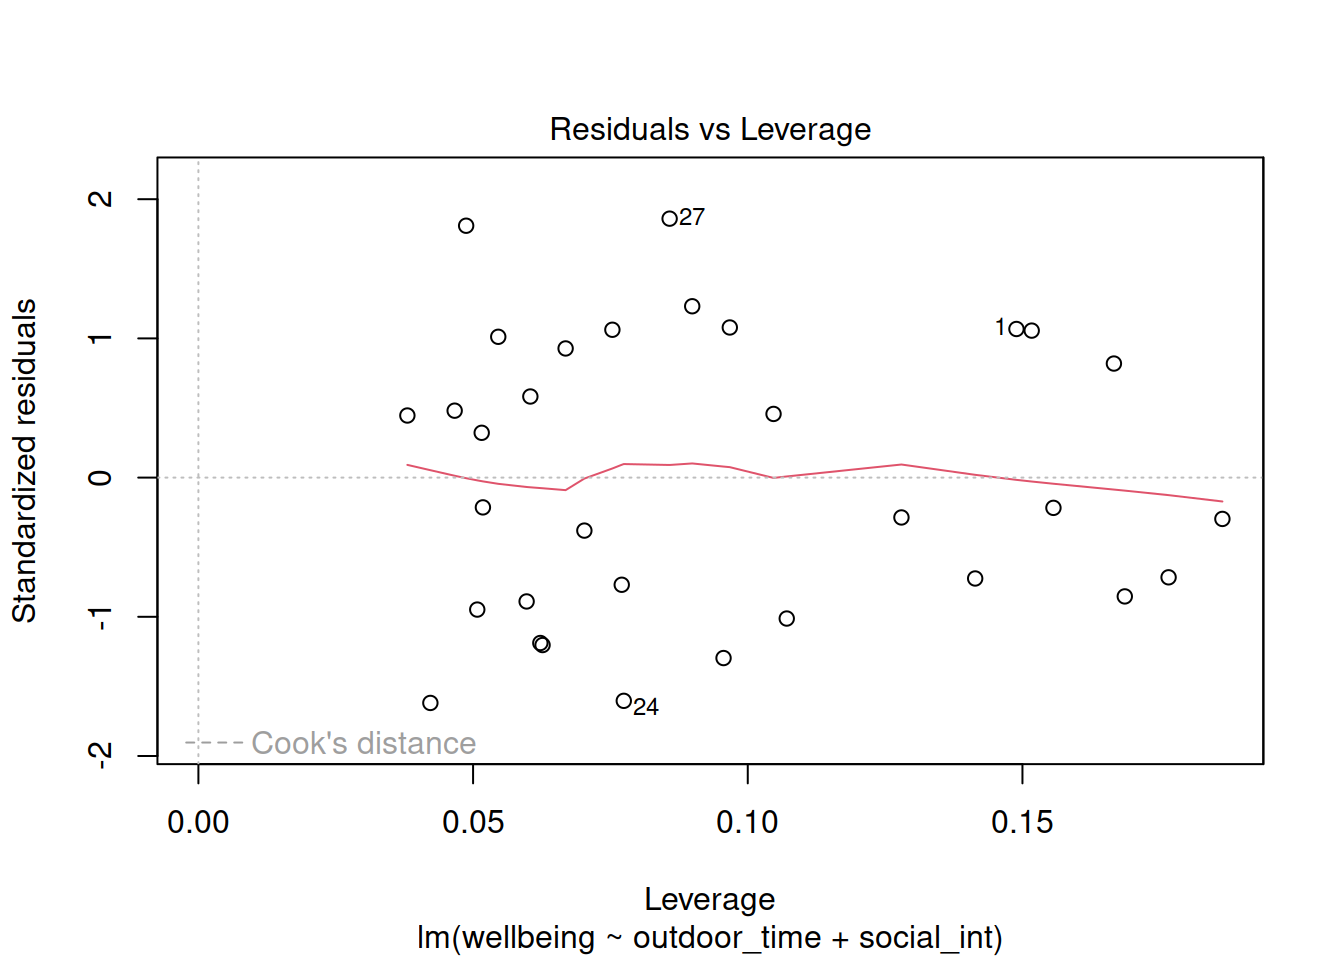 Residuals vs Leverage
Standardized residuals
2
1
0
-1
-2
27
1
24
Cook's distance
0.00 0.05 0.10 0.15
Leverage
lm(wellbeing ~ outdoor_time + social_int)